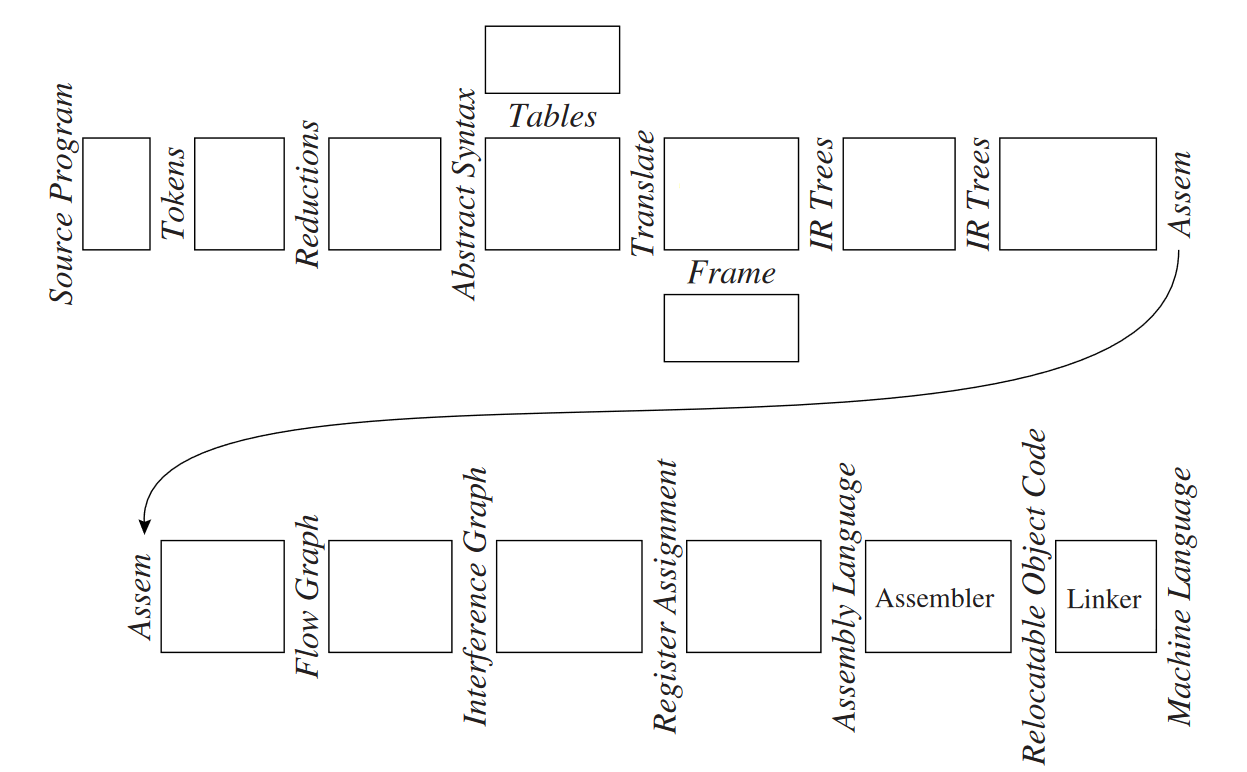 Source Program
Tokens
Reductions
Abstract Syntax
Tables
Translate
Frame
IR Trees
IR Trees
Assem
Assem
Flow Graph
Interference Graph
Register Assignment
Assembly Language
Assembler
Relocatable Object Code
Linker
Machine Language